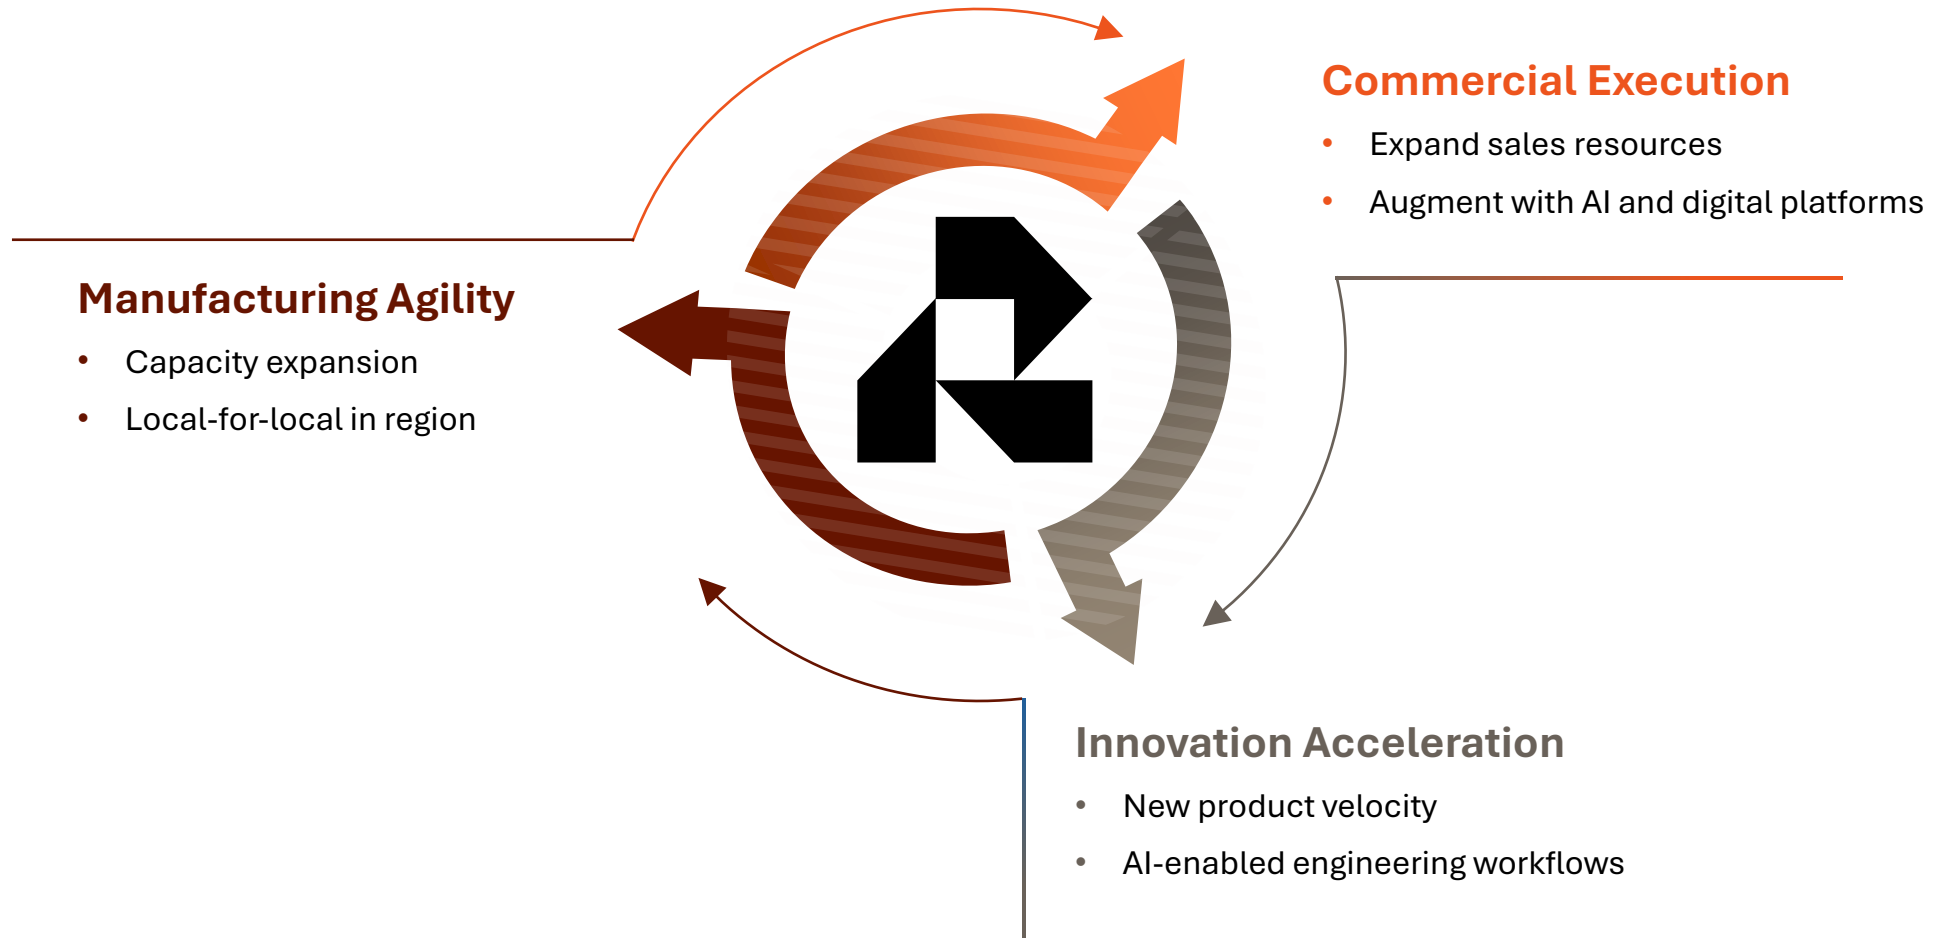 Commercial Execution
• Expand sales resources
• Augment with AI and digital platforms
Manufacturing Agility
• Capacity expansion
• Local-for-local in region
Innovation Acceleration
• New product velocity
• AI-enabled engineering workflows